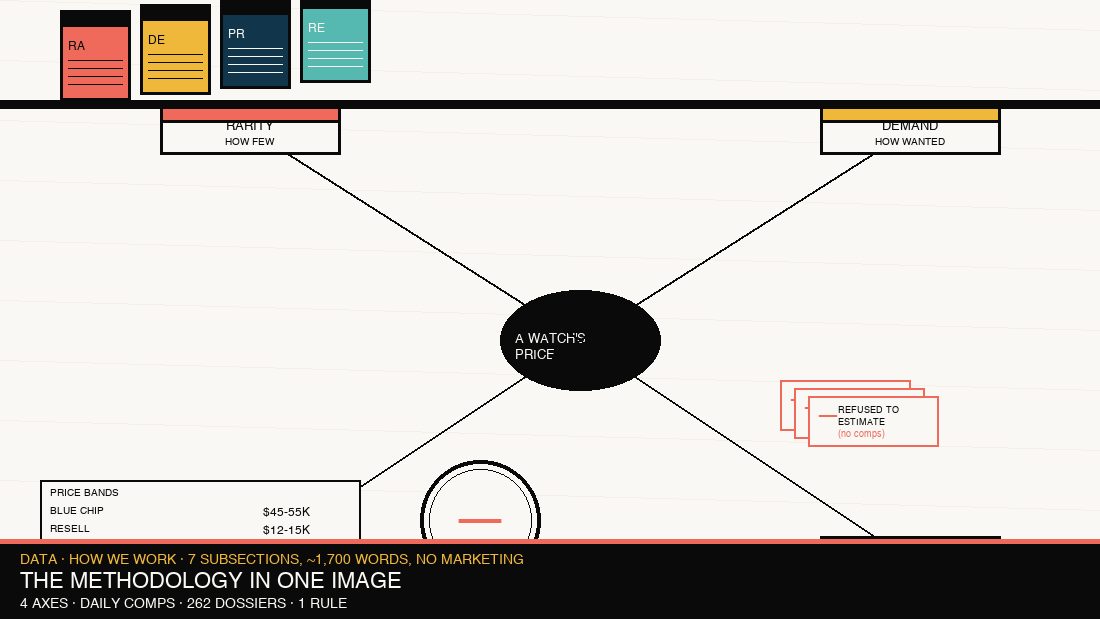 RA
DE
PR
RE
RARITY
HOW FEW
DEMAND
HOW WANTED
A WATCH'S
PRICE
REFUSED TO
ESTIMATE
(no comps)
PRICE BANDS
BLUE CHIP $45-55K
RESELL $12-15K
DATA · HOW WE WORK · 7 SUBSECTIONS, ~1,700 WORDS, NO MARKETING
THE METHODOLOGY IN ONE IMAGE
4 AXES · DAILY COMPS · 262 DOSSIERS · 1 RULE